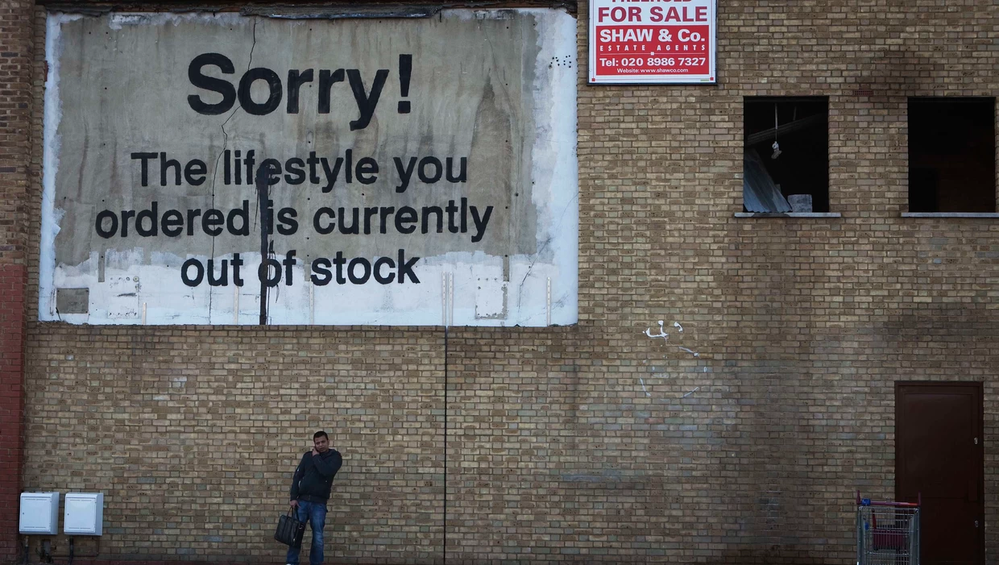 Sorry!
The lifestyle you
ordered is currently
out of stock
FREEHOLD
FOR SALE
SHAW & Co.
ESTATE AGENTS
Tel: 020 8986 7327
Website: www.shawco.com